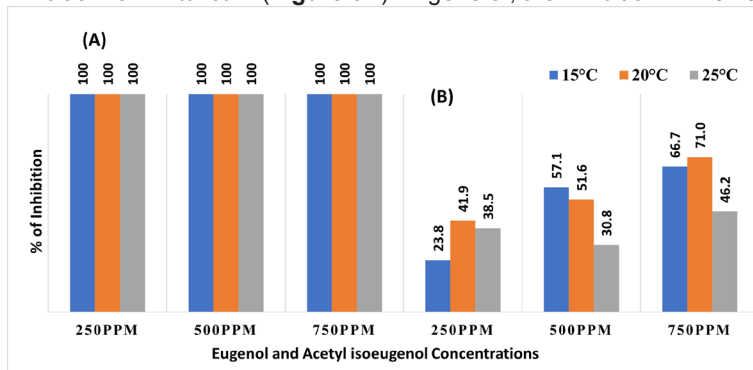 (A)
100 100 100 100 100 100 100 100 100
15°C 20°C 25°C
(B)
23.8 41.9 38.5 57.1 51.6 30.8 66.7 71.0 46.2
% of Inhibition
250PPM 500PPM 750PPM 250PPM 500PPM 750PPM
Eugenol and Acetyl isoeugenol Concentrations